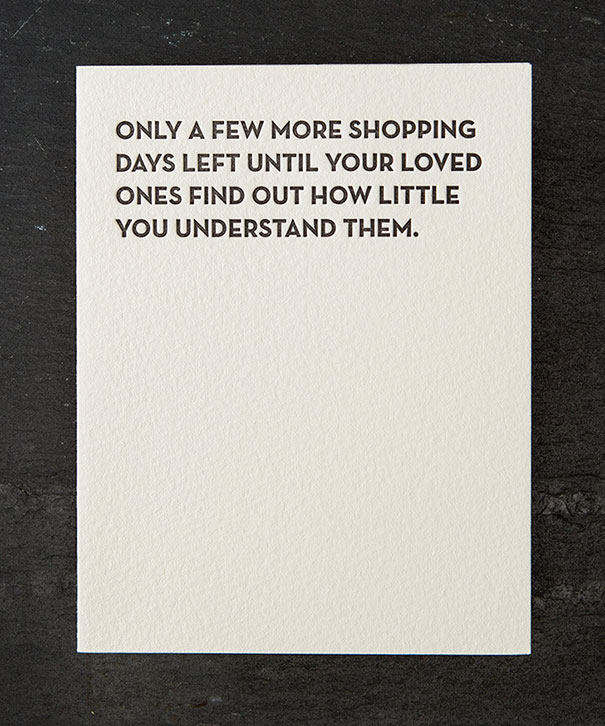 ONLY A FEW MORE SHOPPING
DAYS LEFT UNTIL YOUR LOVED
ONES FIND OUT HOW LITTLE
YOU UNDERSTAND THEM.